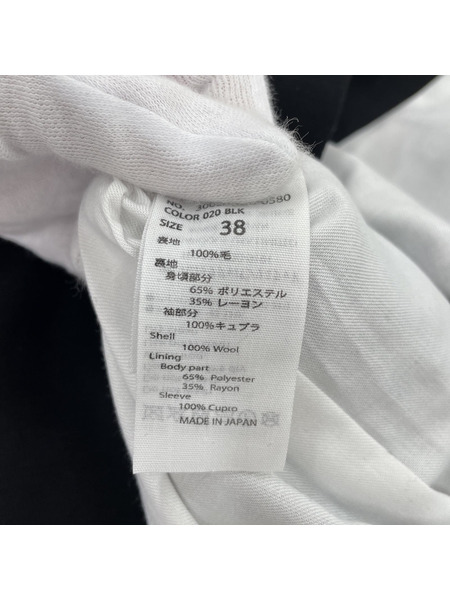 NO.
COLOR 020 BLK
SIZE 38
表地
100%毛
裏地
身頃部分
65% ポリエステル
35% レーヨン
袖部分
100%キュプラ
Shell
100% Wool
Lining
Body part
65% Polyester
35% Rayon
Sleeve
100% Cupro
MADE IN JAPAN